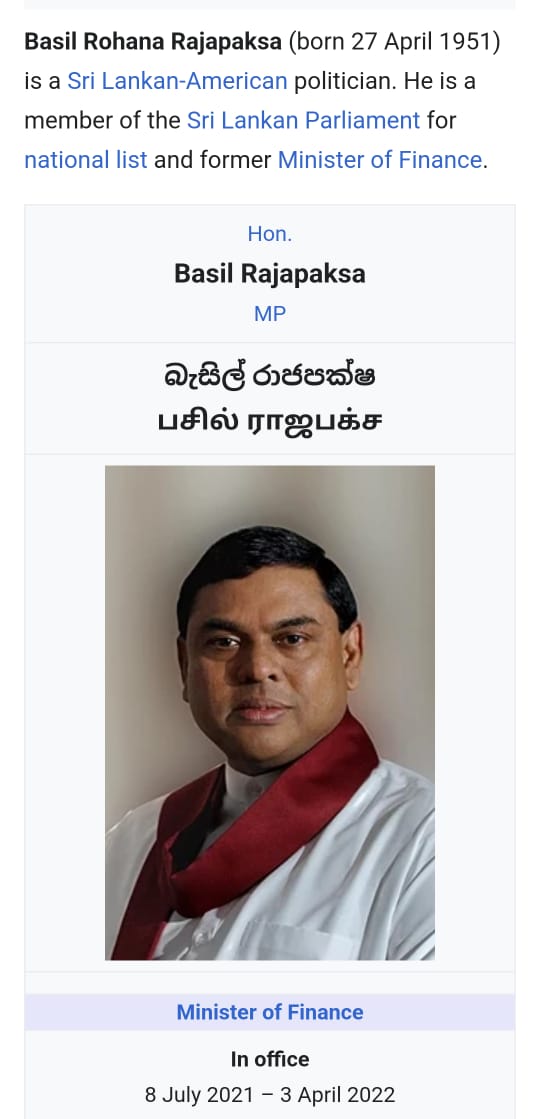 Basil Rohana Rajapaksa (born 27 April 1951)
is a Sri Lankan-American politician. He is a
member of the Sri Lankan Parliament for
national list and former Minister of Finance.
Hon.
Basil Rajapaksa
MP
බැසිල් රාජපක්ෂ
பசில் ராஜபக்ச
Minister of Finance
In office
8 July 2021 – 3 April 2022